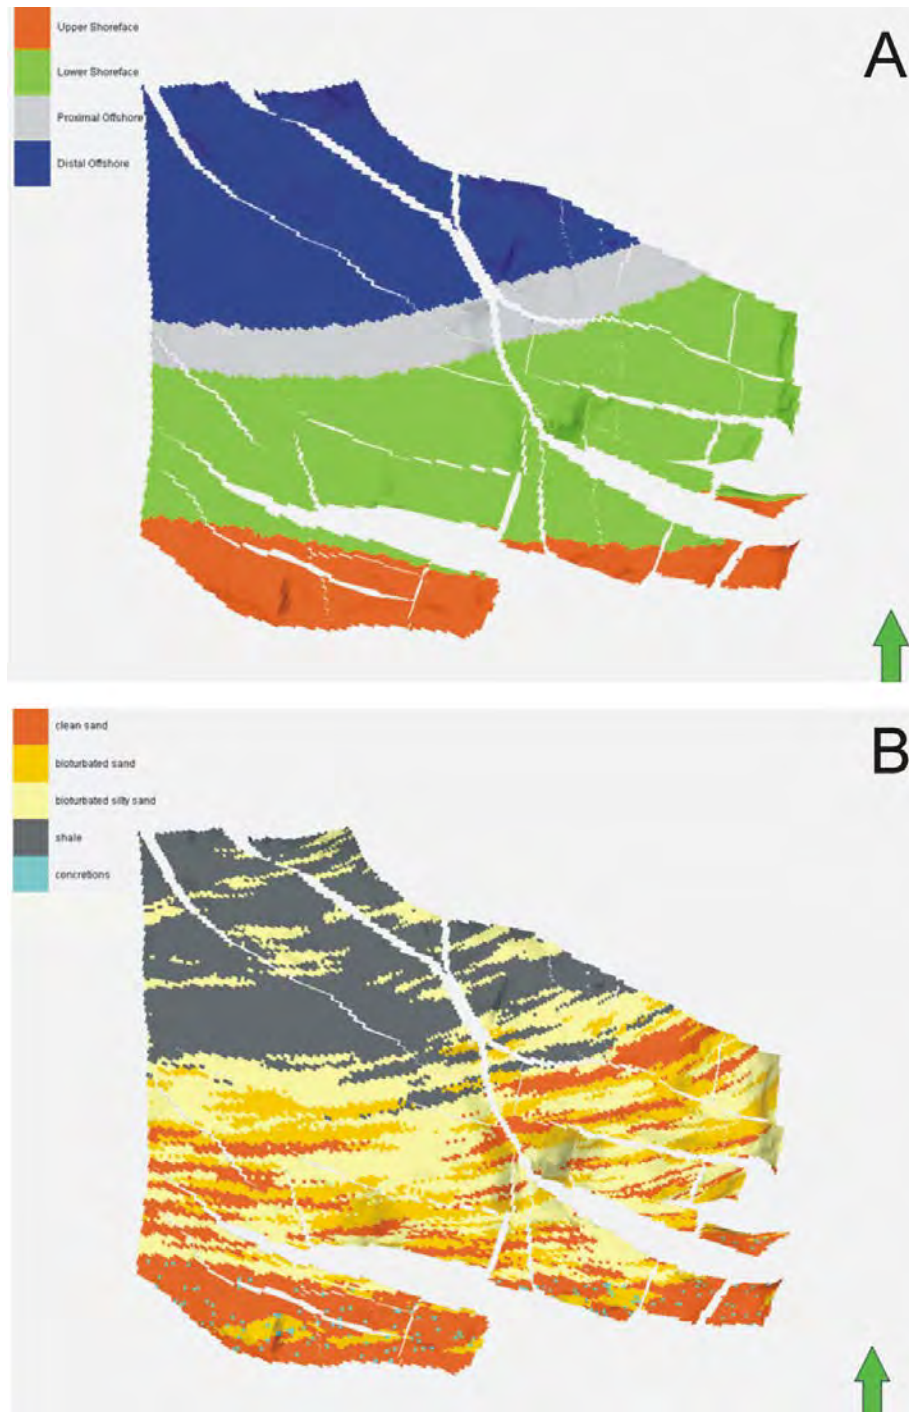 Upper Shoreface
A
Lower Shoreface
Proximal Offshore
Distal Offshore
clean sand
B
bioturbated sand
bioturbated silty sand
shale
concretions